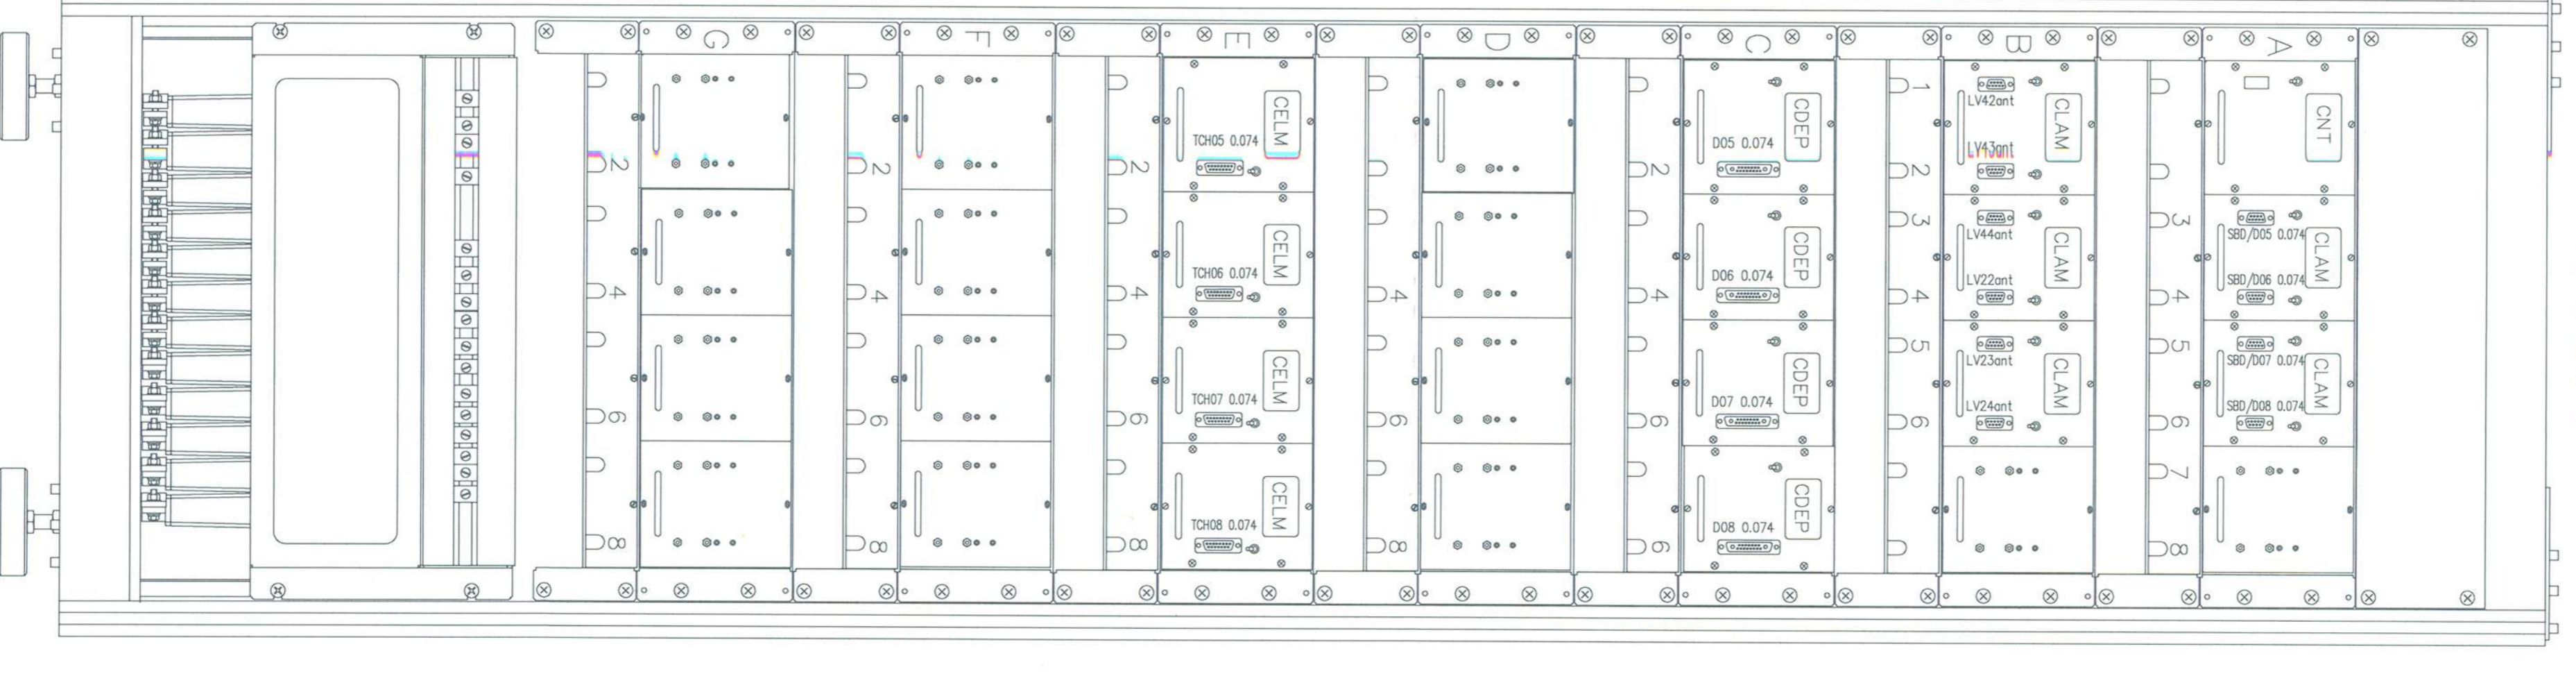 G
F
E
D
C
B
A
2
4
6
8
2
4
6
8
2
4
6
8
CELM
TCH05 0.074
CELM
TCH06 0.074
CELM
TCH07 0.074
CELM
TCH08 0.074
4
6
8
2
4
6
6
CDEP
D05 0.074
CDEP
D06 0.074
CDEP
D07 0.074
CDEP
D08 0.074
1
2
3
4
5
6
LV42ant
CLAM
LV43ant
LV44ant
CLAM
LV22ant
LV23ant
CLAM
LV24ant
3
4
5
6
7
8
CNT
SBD/D05 0.074
CLAM
SBD/D06 0.074
SBD/D07 0.074
CLAM
SBD/D08 0.074